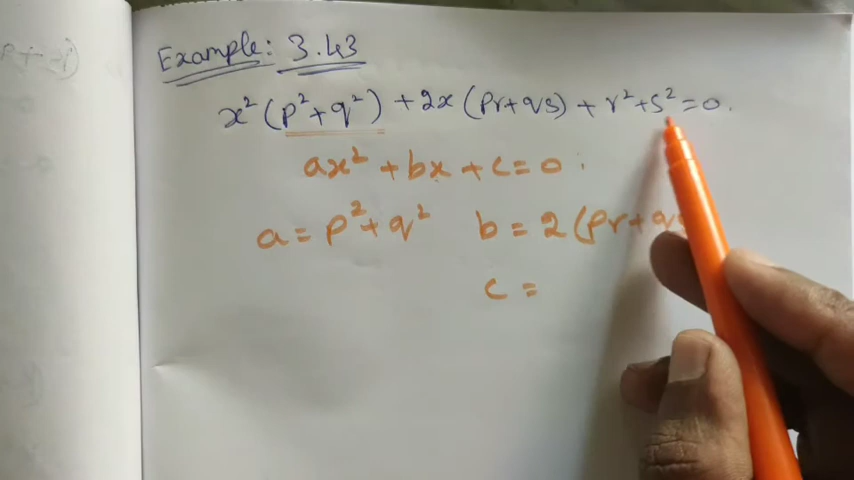 Example: 3.43
x² (p² + q²) + 2x (pr + qs) + r² + s² = 0.
ax² + bx + c = 0
a = p² + q² b = 2 (pr + q
c =